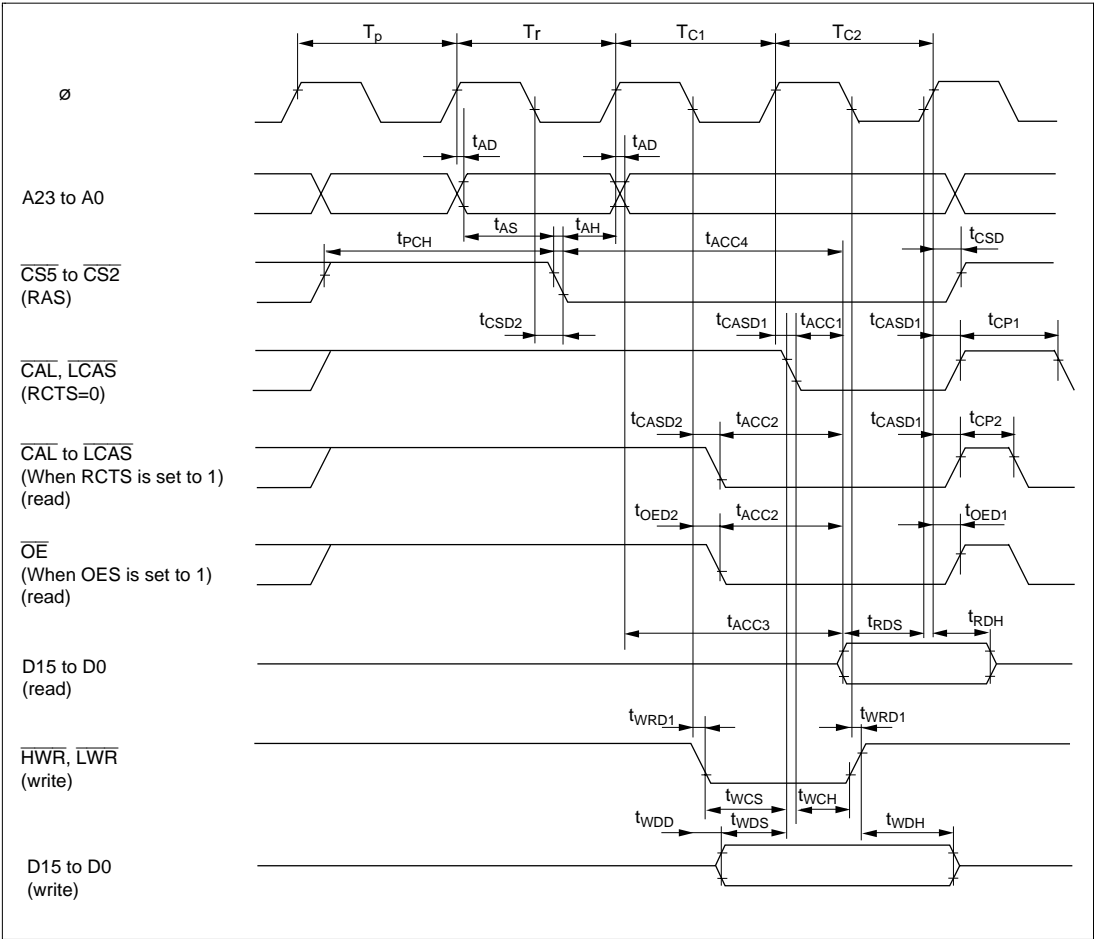 Tp Tr TC1 TC2
ø
tAD tAD
A23 to A0
tAS tAH
tPCH tACC4 tCSD
CS5 to CS2
(RAS)
tCSD2 tCASD1 tACC1 tCASD1 tCP1
CAL, LCAS
(RCTS=0)
tCASD2 tACC2 tCASD1 tCP2
CAL to LCAS
(When RCTS is set to 1)
(read)
tOED2 tACC2 tOED1
OE
(When OES is set to 1)
(read)
tACC3 tRDS tRDH
D15 to D0
(read)
tWRD1 tWRD1
HWR, LWR
(write)
tWCS tWCH
tWDD tWDS tWDH
D15 to D0
(write)